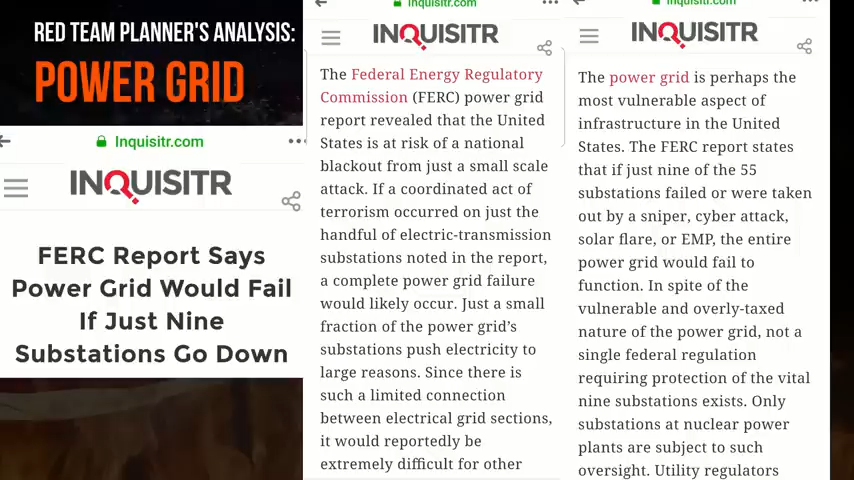 RED TEAM PLANNER'S ANALYSIS:
POWER GRID
Inquisitr.com
INQUISITR
FERC Report Says
Power Grid Would Fail
If Just Nine
Substations Go Down
Inquisitr.com
INQUISITR
The Federal Energy Regulatory
Commission (FERC) power grid
report revealed that the United
States is at risk of a national
blackout from just a small scale
attack. If a coordinated act of
terrorism occurred on just the
handful of electric-transmission
substations noted in the report,
a complete power grid failure
would likely occur. Just a small
fraction of the power grid's
substations push electricity to
large reasons. Since there is
such a limited connection
between electrical grid sections,
it would reportedly be
extremely difficult for other
Inquisitr.com
INQUISITR
The power grid is perhaps the
most vulnerable aspect of
infrastructure in the United
States. The FERC report states
that if just nine of the 55
substations failed or were taken
out by a sniper, cyber attack,
solar flare, or EMP, the entire
power grid would fail to
function. In spite of the
vulnerable and overly-taxed
nature of the power grid, not a
single federal regulation
requiring protection of the vital
nine substations exists. Only
substations at nuclear power
plants are subject to such
oversight. Utility regulators